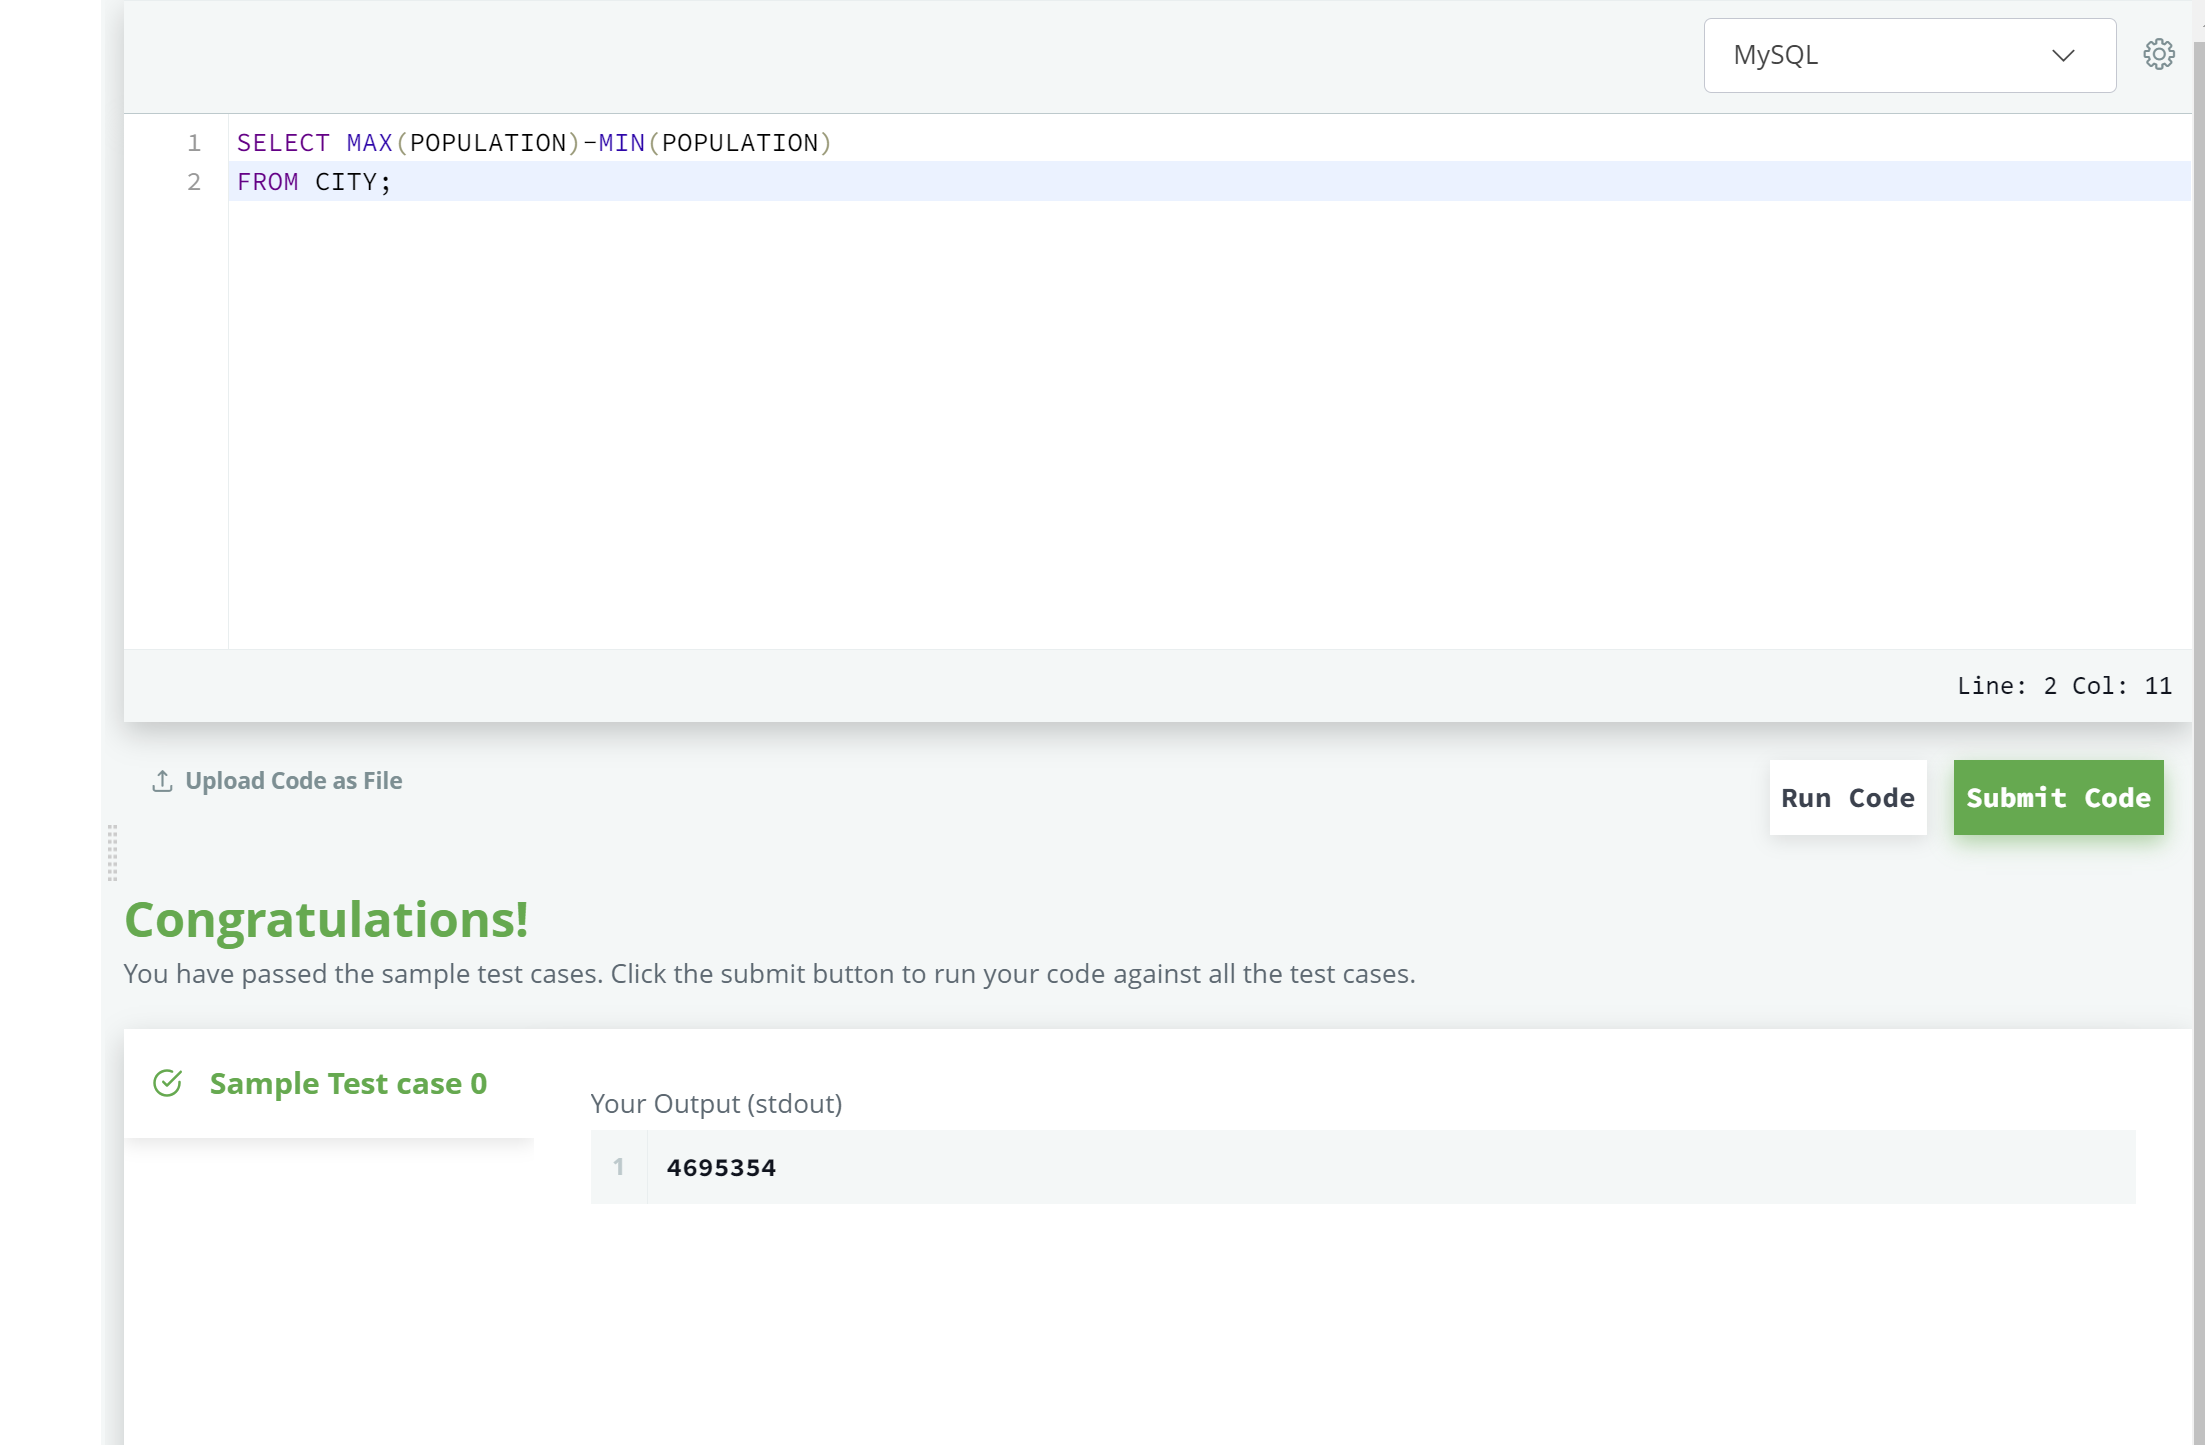 MySQL
1 SELECT MAX(POPULATION)-MIN(POPULATION)
2 FROM CITY;
Line: 2 Col: 11
Upload Code as File
Run Code
Submit Code
Congratulations!
You have passed the sample test cases. Click the submit button to run your code against all the test cases.
Sample Test case 0
Your Output (stdout)
1 4695354